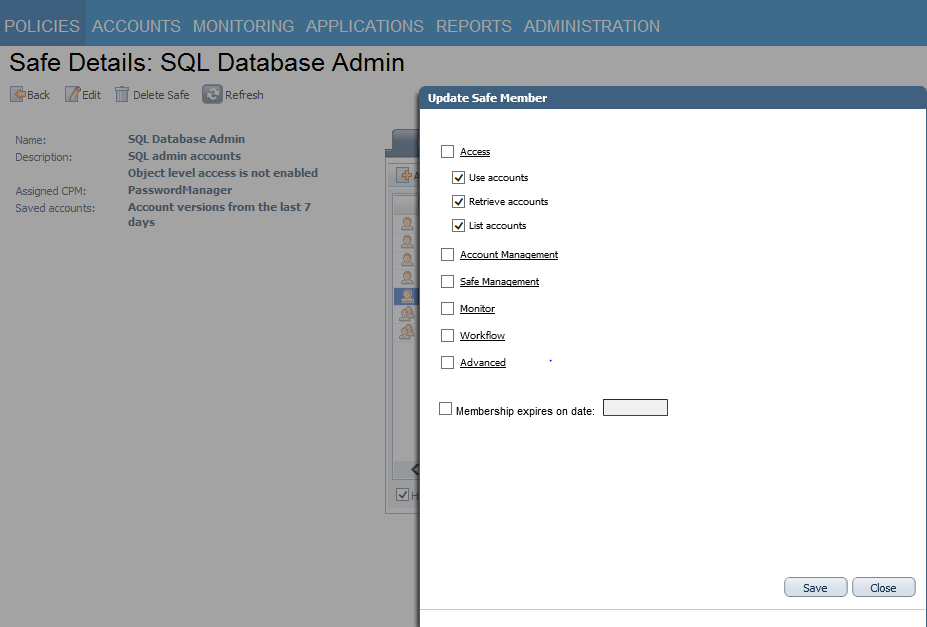 POLICIES ACCOUNTS MONITORING APPLICATIONS REPORTS ADMINISTRATION
Safe Details: SQL Database Admin
Back Edit Delete Safe Refresh
Name: SQL Database Admin
Description: SQL admin accounts
Object level access is not enabled
Assigned CPM: PasswordManager
Saved accounts: Account versions from the last 7
days
Update Safe Member
Access
Use accounts
Retrieve accounts
List accounts
Account Management
Safe Management
Monitor
Workflow
Advanced
Membership expires on date:
Save Close